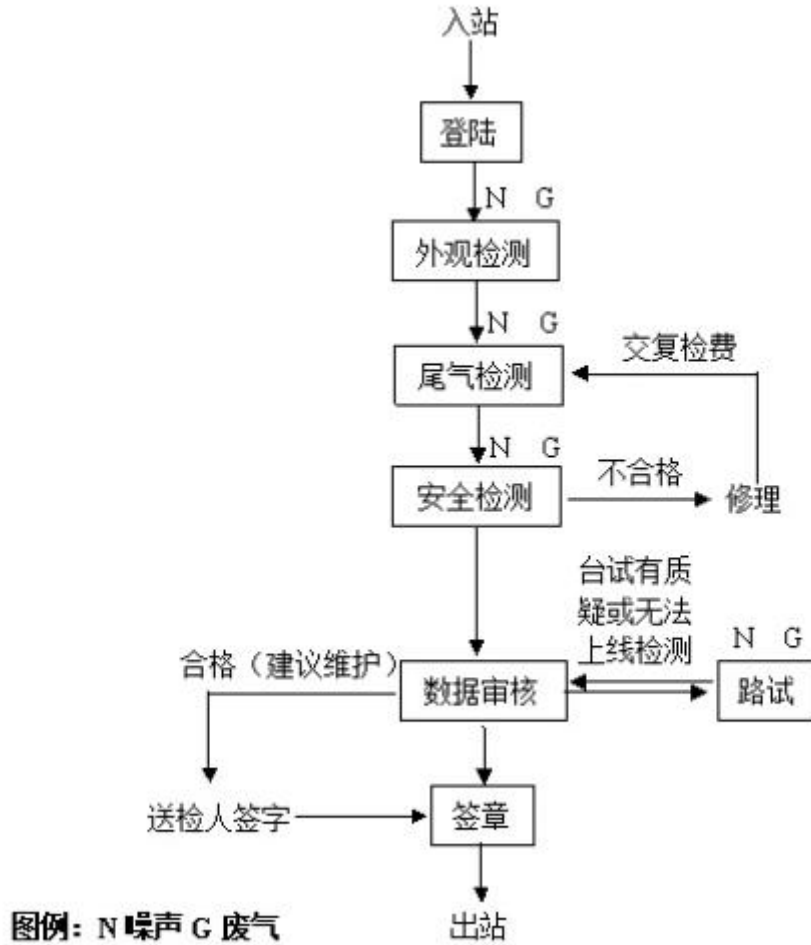 入站
登陆
N G
外观检测
N G
交复检费
尾气检测
N G
不合格
安全检测
修理
台试有质
疑或无法
上线检测
N G
合格（建议维护）
数据审核
路试
送检人签字
签章
图例：N 噪声 G 废气
出站